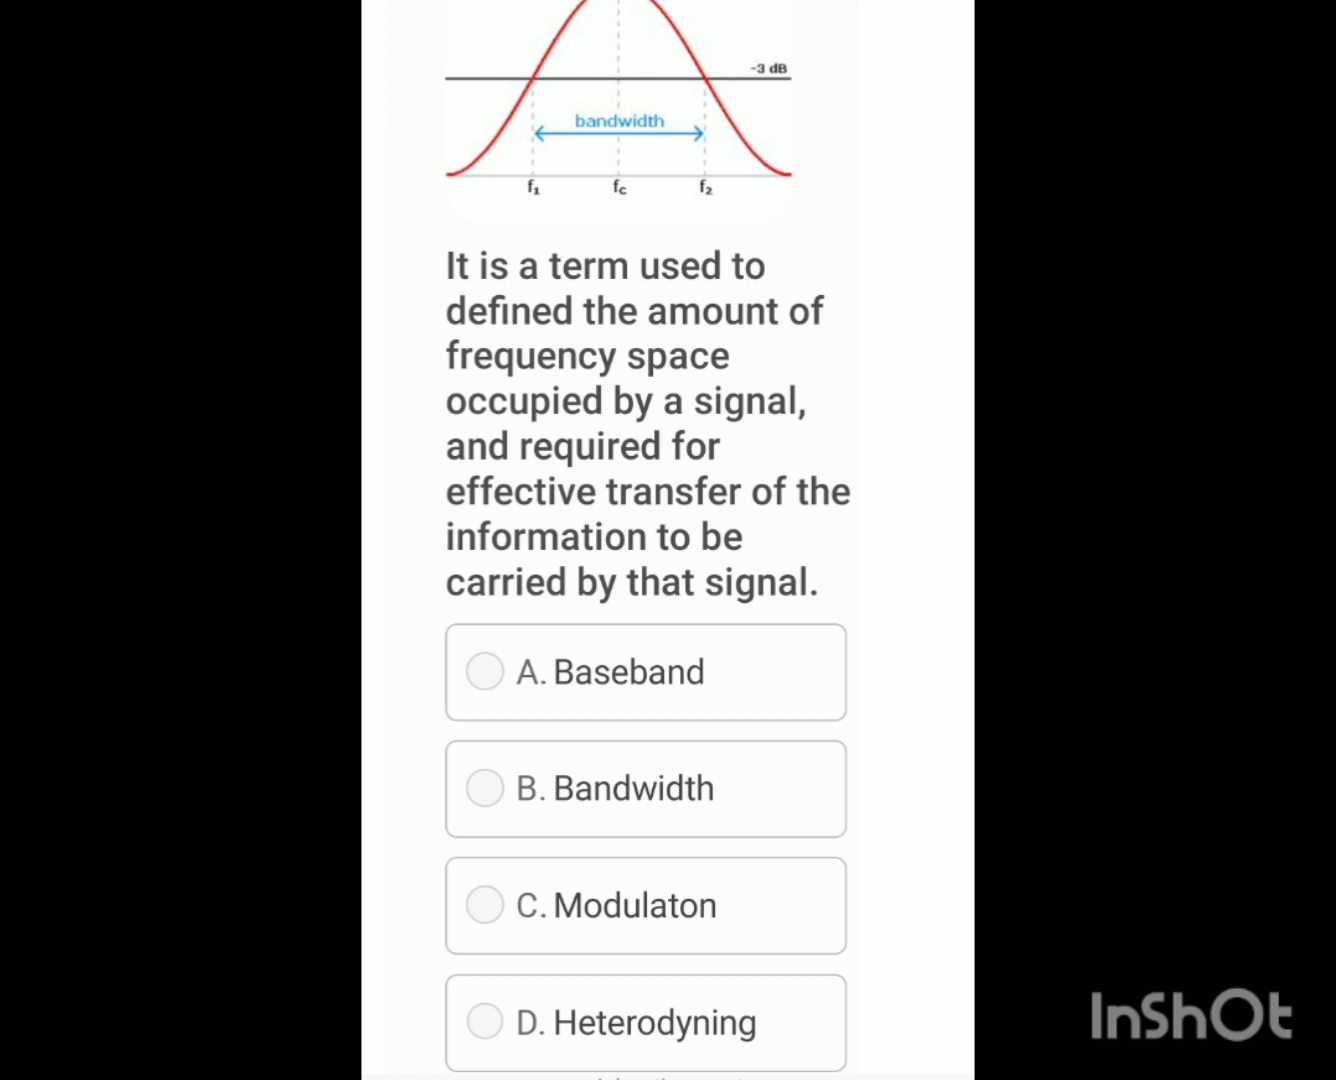 -3 dB
bandwidth
f₁ fc f₂
It is a term used to
defined the amount of
frequency space
occupied by a signal,
and required for
effective transfer of the
information to be
carried by that signal.
A. Baseband
B. Bandwidth
C. Modulaton
D. Heterodyning
InShOt